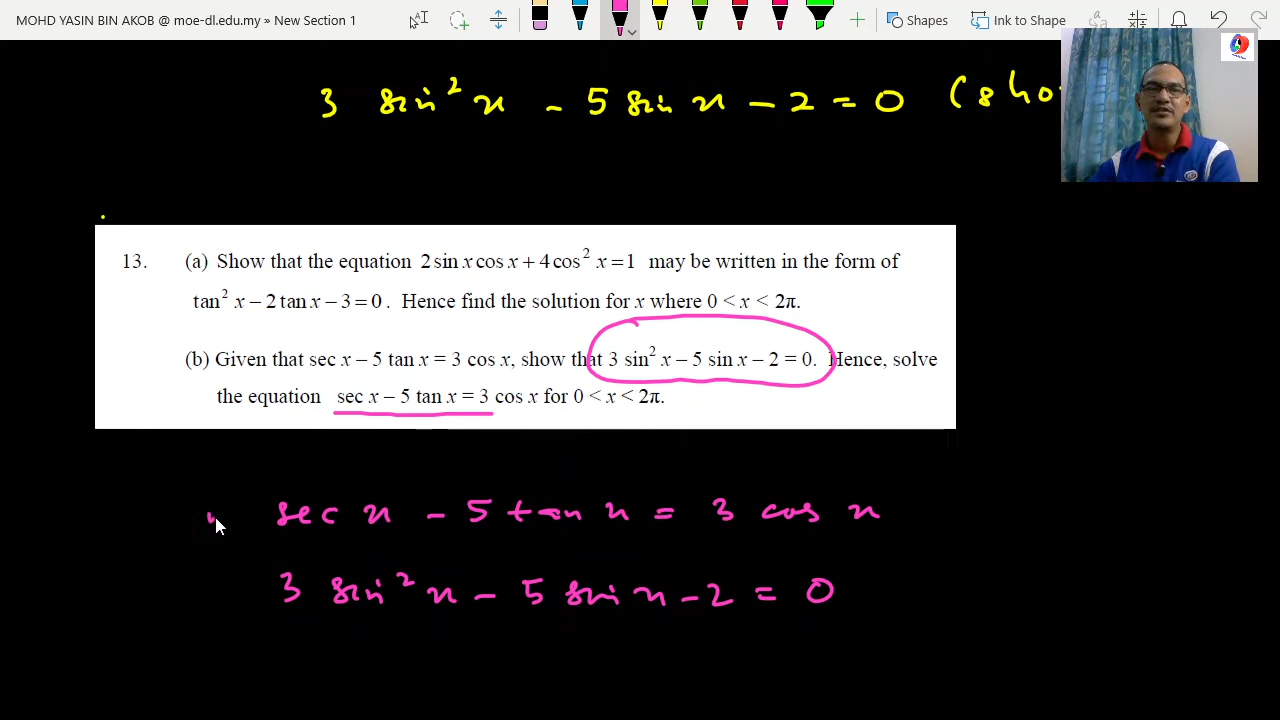 MOHD YASIN BIN AKOB @ moe-dl.edu.my » New Section 1
Shapes
Ink to Shape
3 sin² x - 5 sin x - 2 = 0
13. (a) Show that the equation 2 sin x cos x + 4 cos² x = 1 may be written in the form of
tan² x – 2 tan x – 3 = 0 . Hence find the solution for x where 0 < x < 2π.
(b) Given that sec x – 5 tan x = 3 cos x, show that 3 sin² x – 5 sin x – 2 = 0. Hence, solve
the equation sec x – 5 tan x = 3 cos x for 0 < x < 2π.
sec x - 5 tan x = 3 cos x
3 sin² x - 5 sin x - 2 = 0